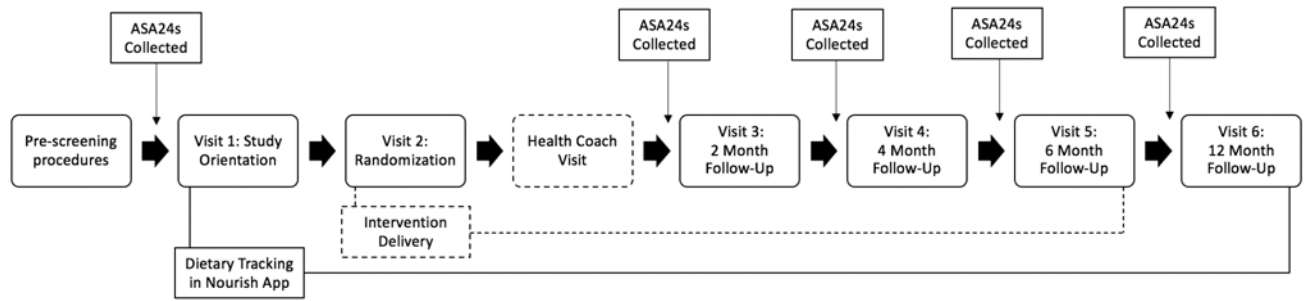 ASA24s
Collected
ASA24s
Collected
ASA24s
Collected
ASA24s
Collected
ASA24s
Collected
Pre-screening
procedures
Visit 1: Study
Orientation
Visit 2:
Randomization
Health Coach
Visit
Visit 3:
2 Month
Follow-Up
Visit 4:
4 Month
Follow-Up
Visit 5:
6 Month
Follow-Up
Visit 6:
12 Month
Follow-Up
Intervention
Delivery
Dietary Tracking
in Nourish App